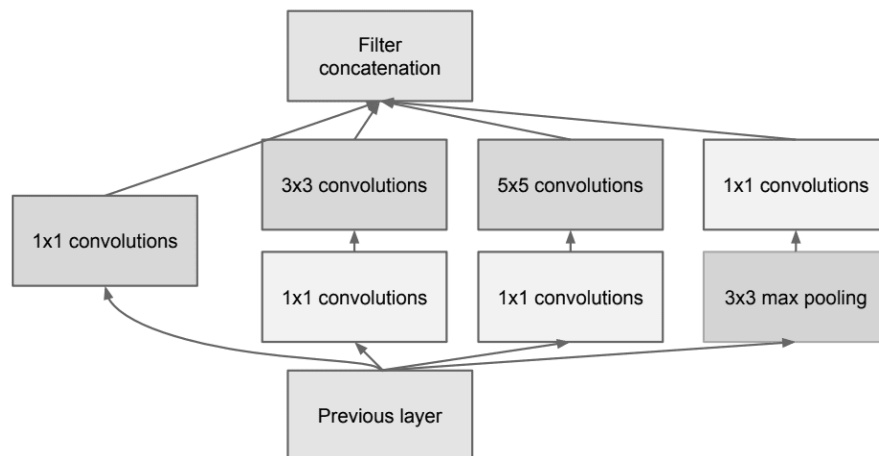 Filter
concatenation
3x3 convolutions
5x5 convolutions
1x1 convolutions
1x1 convolutions
1x1 convolutions
1x1 convolutions
3x3 max pooling
Previous layer